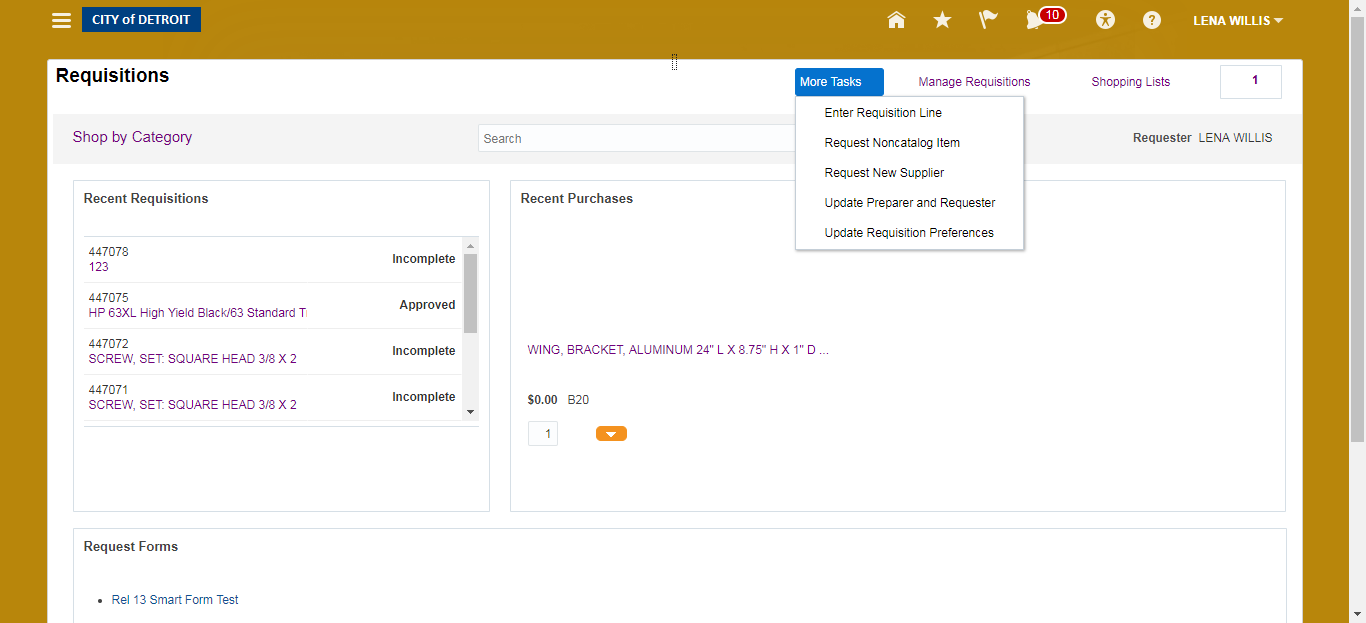 CITY of DETROIT
10
LENA WILLIS
Requisitions
More Tasks
Manage Requisitions
Shopping Lists
1
Enter Requisition Line
Request Noncatalog Item
Request New Supplier
Update Preparer and Requester
Update Requisition Preferences
Shop by Category
Search
Requester LENA WILLIS
Recent Requisitions
447078
123
Incomplete
447075
HP 63XL High Yield Black/63 Standard T
Approved
447072
SCREW, SET: SQUARE HEAD 3/8 X 2
Incomplete
447071
SCREW, SET: SQUARE HEAD 3/8 X 2
Incomplete
Recent Purchases
WING, BRACKET, ALUMINUM 24" L X 8.75" H X 1" D ...
$0.00 B20
1
Request Forms
Rel 13 Smart Form Test